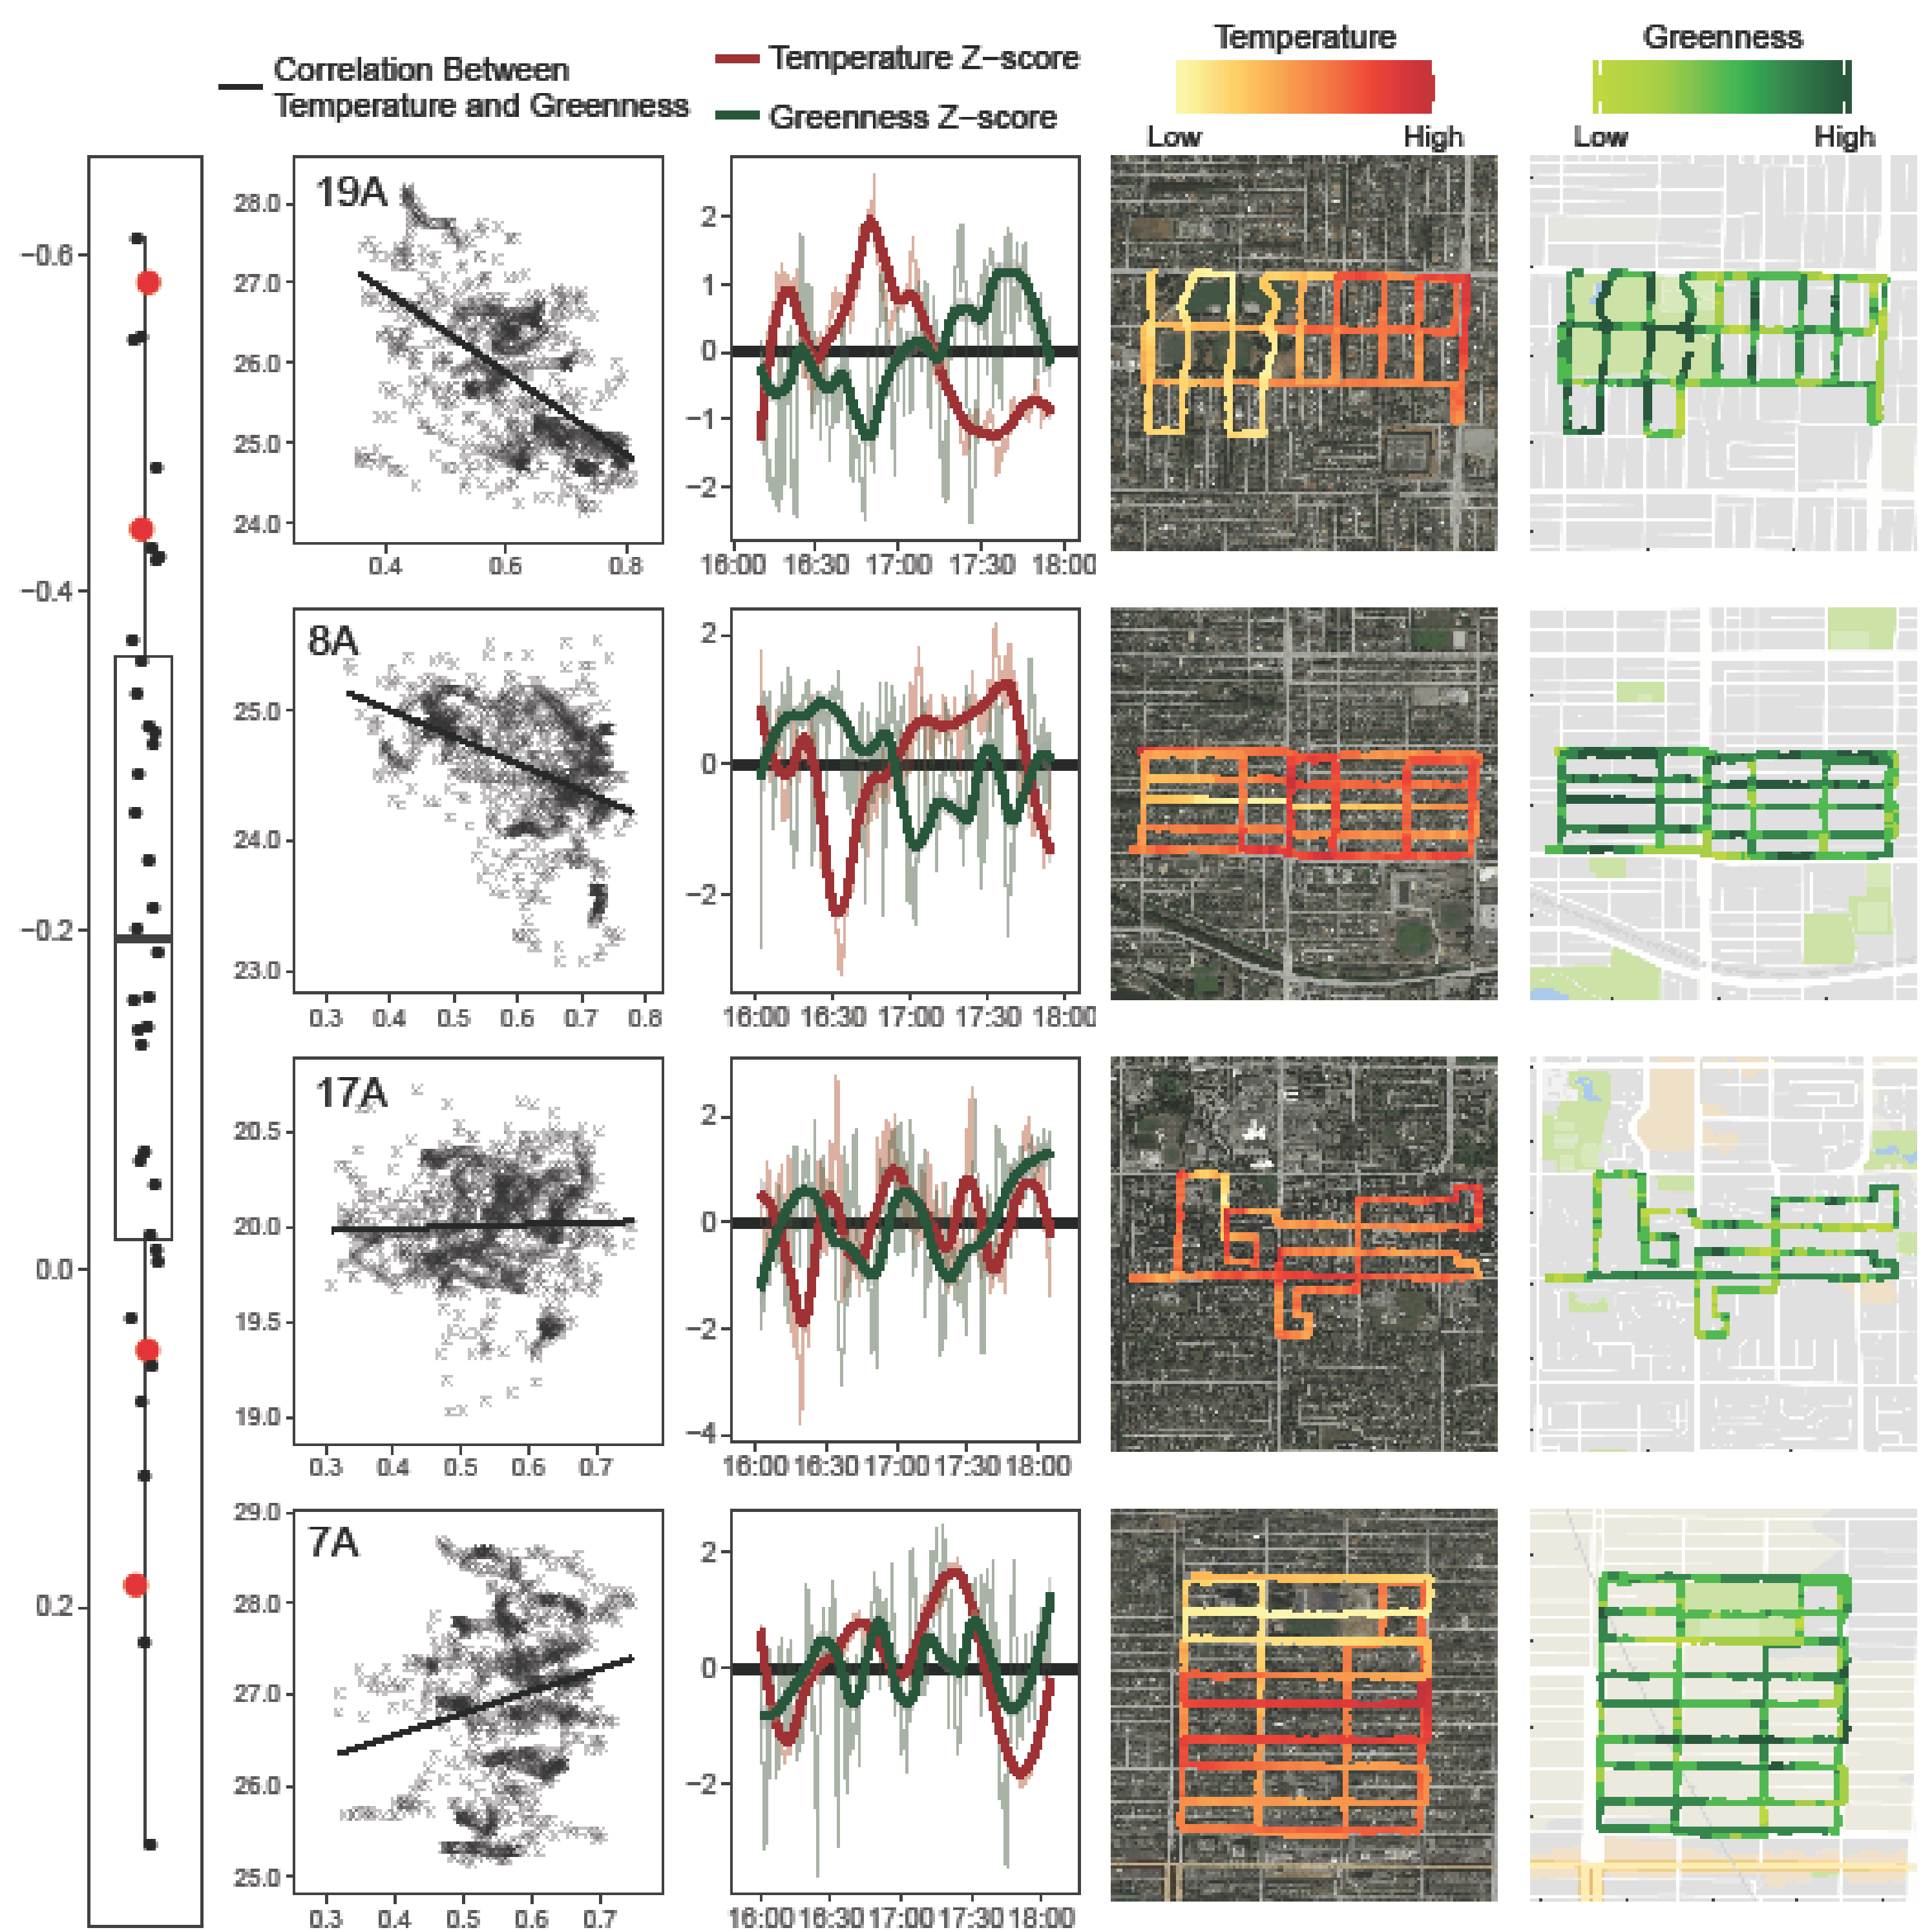 Correlation Between
Temperature and Greenness
Temperature Z−score
Greenness Z−score
Temperature
Low High
Greenness
Low High
−0.6
−0.4
−0.2
0.0
0.2
19A
28.0
27.0
26.0
25.0
24.0
0.4 0.6 0.8
2
1
0
−1
−2
16:00 16:30 17:00 17:30 18:00
8A
25.0
24.0
23.0
0.3 0.4 0.5 0.6 0.7 0.8
2
0
−2
16:00 16:30 17:00 17:30 18:00
17A
20.5
20.0
19.5
19.0
0.3 0.4 0.5 0.6 0.7
2
0
−2
−4
16:00 16:30 17:00 17:30 18:00
7A
29.0
28.0
27.0
26.0
25.0
0.3 0.4 0.5 0.6 0.7
2
0
−2
16:00 16:30 17:00 17:30 18:00